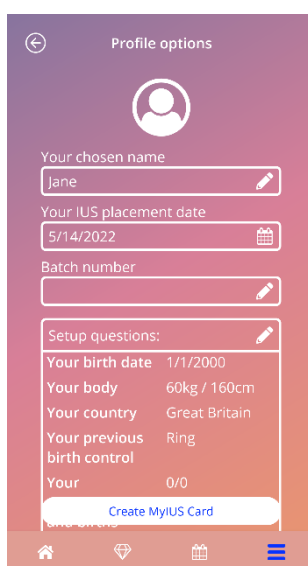 Profile options
Your chosen name
Jane
Your IUS placement date
5/14/2022
Batch number
Setup questions:
Your birth date 1/1/2000
Your body 60kg / 160cm
Your country Great Britain
Your previous Ring
birth control
Your 0/0
Create MyIUS Card
and births